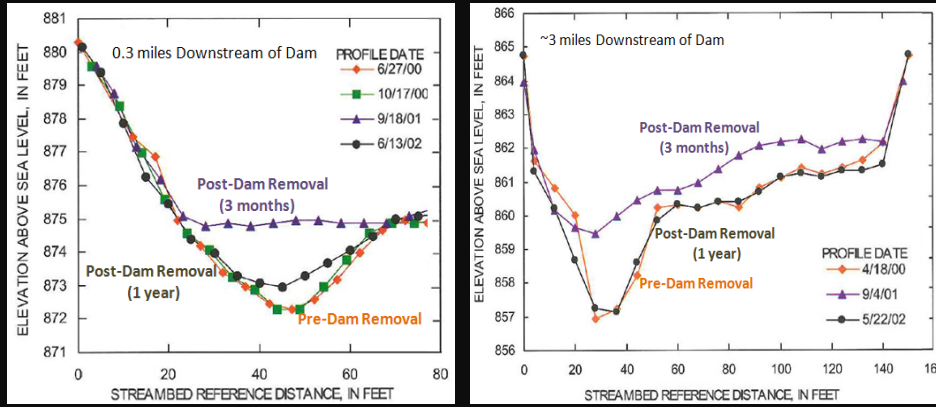 881
880
879
878
877
876
875
874
873
872
871
0
20
40
60
80
ELEVATION ABOVE SEA LEVEL, IN FEET
STREAMBED REFERENCE DISTANCE, IN FEET
0.3 miles Downstream of Dam
PROFILE DATE
6/27/00
10/17/00
9/18/01
6/13/02
Post-Dam Removal
(3 months)
Post-Dam Removal
(1 year)
Pre-Dam Removal
866
865
864
863
862
861
860
859
858
857
856
0
20
40
60
80
100
120
140
16
ELEVATION ABOVE SEA LEVEL, IN FEET
STREAMBED REFERENCE DISTANCE, IN FEET
~3 miles Downstream of Dam
Post-Dam Removal
(3 months)
Post-Dam Removal
(1 year)
Pre-Dam Removal
PROFILE DATE
4/18/00
9/4/01
5/22/02